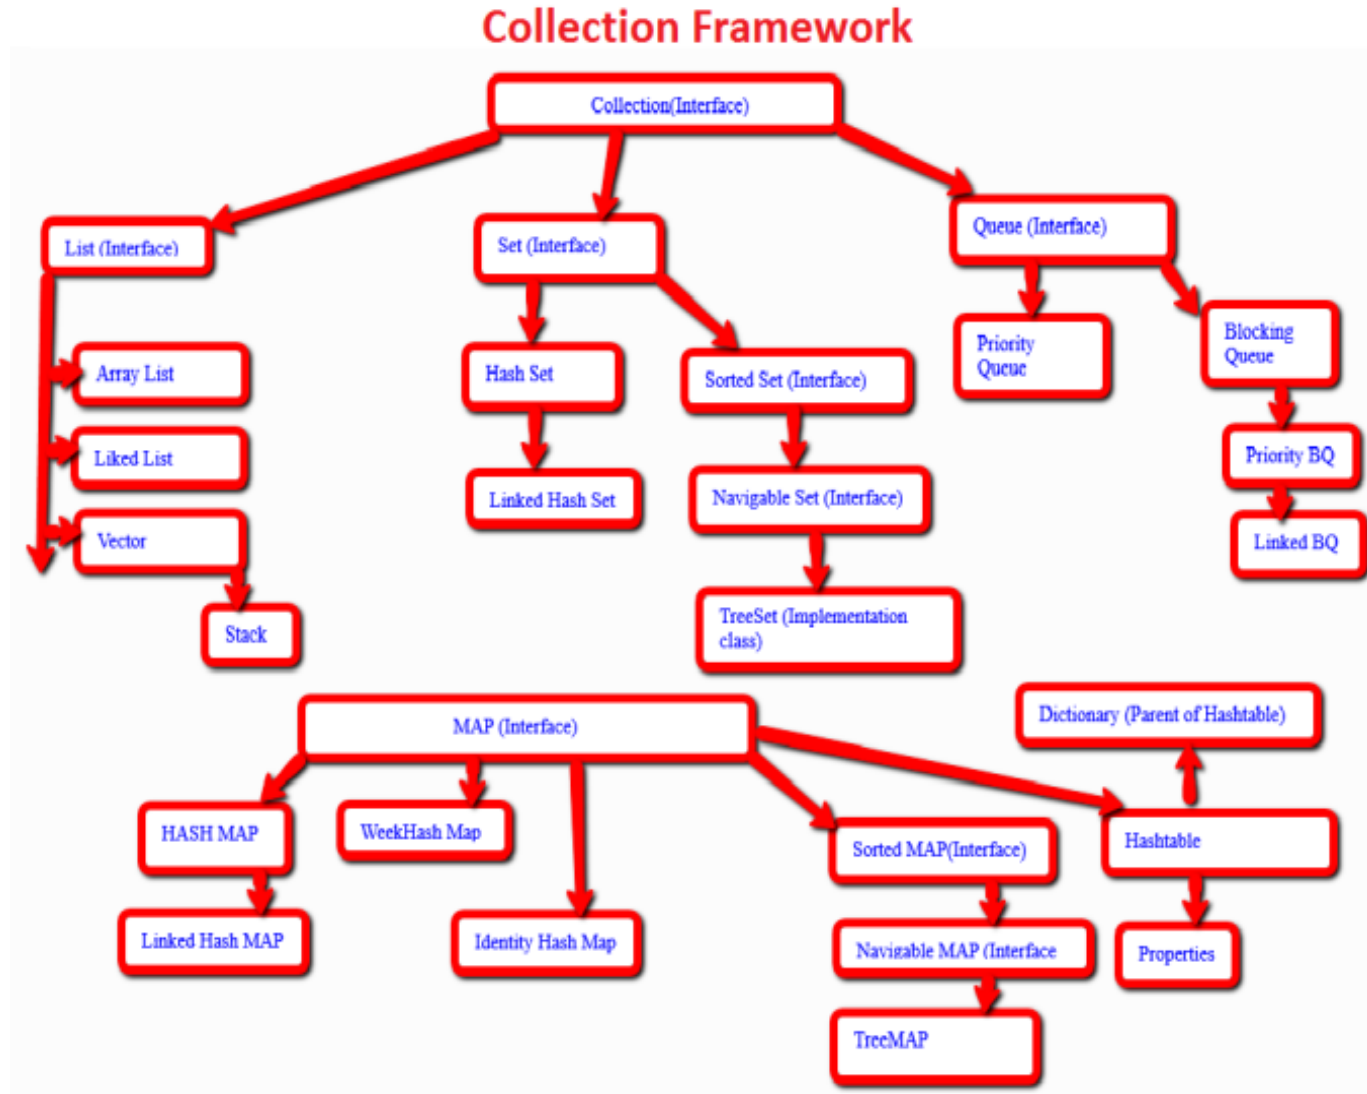 Collection Framework
Collection(Interface)
List (Interface)
Set (Interface)
Queue (Interface)
Array List
Liked List
Vector
Stack
Hash Set
Linked Hash Set
Sorted Set (Interface)
Navigable Set (Interface)
TreeSet (Implementation
class)
Priority
Queue
Blocking
Queue
Priority BQ
Linked BQ
MAP (Interface)
Dictionary (Parent of Hashtable)
HASH MAP
Linked Hash MAP
WeekHash Map
Identity Hash Map
Sorted MAP(Interface)
Navigable MAP (Interface
TreeMAP
Hashtable
Properties